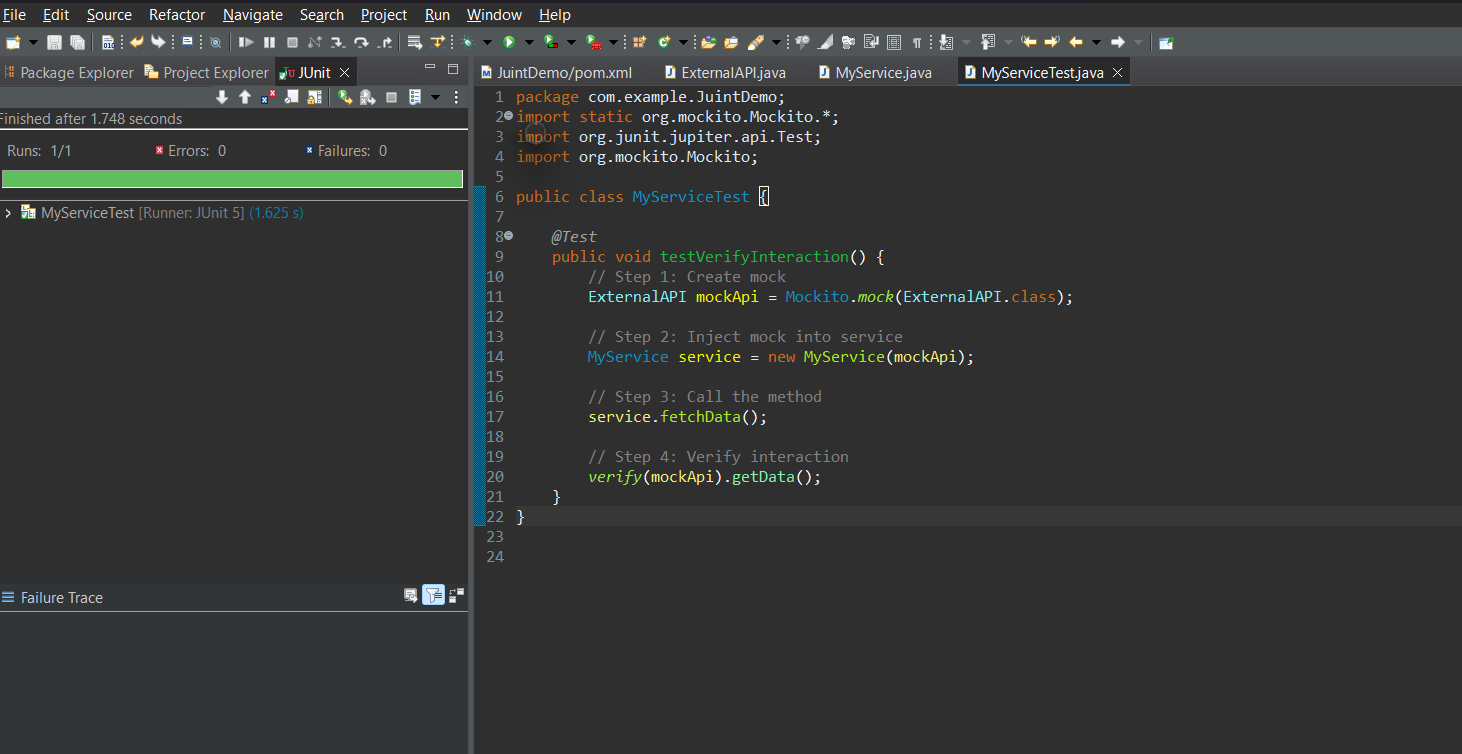 File Edit Source Refactor Navigate Search Project Run Window Help
Package Explorer Project Explorer JUnit
Finished after 1.748 seconds
Runs: 1/1 Errors: 0 Failures: 0
MyServiceTest [Runner: JUnit 5] (1.625 s)
Failure Trace
JuintDemo/pom.xml ExternalAPI.java MyService.java MyServiceTest.java
1 package com.example.JuintDemo;
2 import static org.mockito.Mockito.*;
3 import org.junit.jupiter.api.Test;
4 import org.mockito.Mockito;
5
6 public class MyServiceTest {
7
8 @Test
9 public void testVerifyInteraction() {
10 // Step 1: Create mock
11 ExternalAPI mockApi = Mockito.mock(ExternalAPI.class);
12
13 // Step 2: Inject mock into service
14 MyService service = new MyService(mockApi);
15
16 // Step 3: Call the method
17 service.fetchData();
18
19 // Step 4: Verify interaction
20 verify(mockApi).getData();
21 }
22 }
23
24